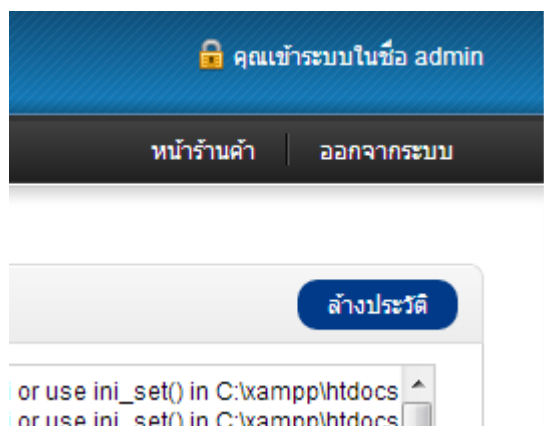 คุณเข้าระบบในชื่อ admin
หน้าร้านค้า ออกจากระบบ
ล้างประวัติ
or use ini_set() in C:\xampp\htdocs
or use ini_set() in C:\xampp\htdocs